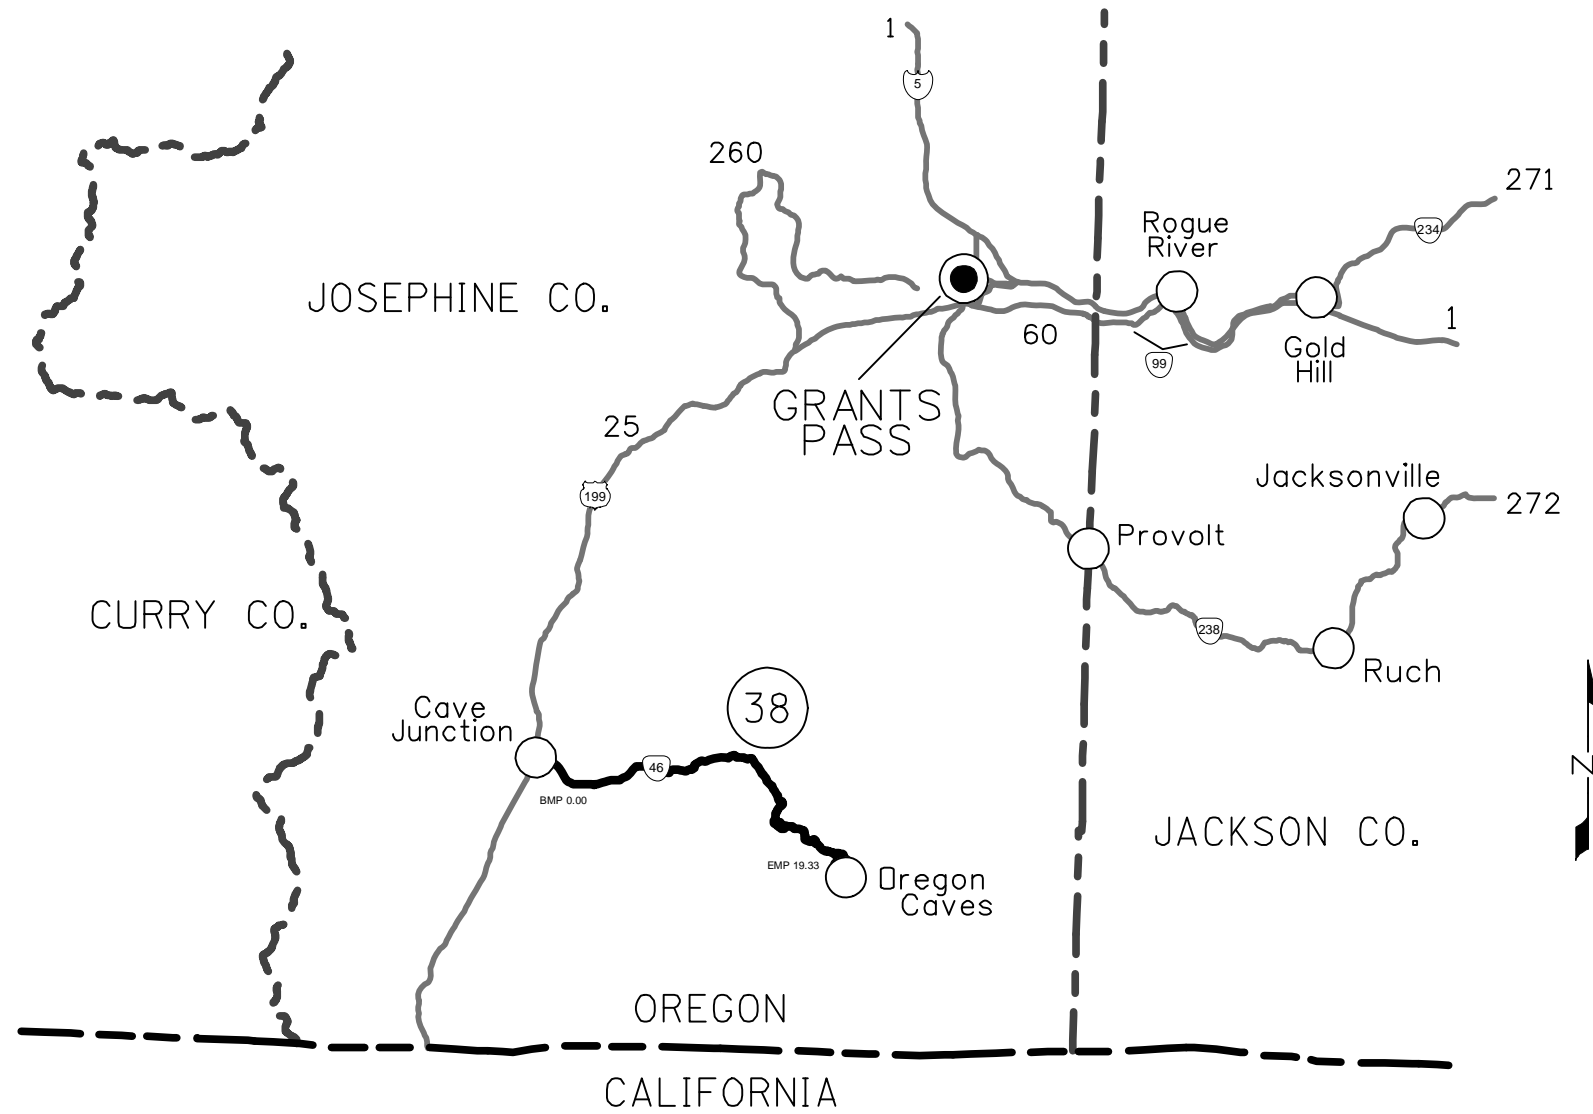 1
5
260
271
234
Rogue
River
JOSEPHINE CO.
60
1
99
Gold
Hill
GRANTS
PASS
25
199
Jacksonville
272
Provolt
CURRY CO.
238
Ruch
38
Cave
Junction
46
BMP 0.00
N
JACKSON CO.
EMP 19.33
Oregon
Caves
OREGON
CALIFORNIA